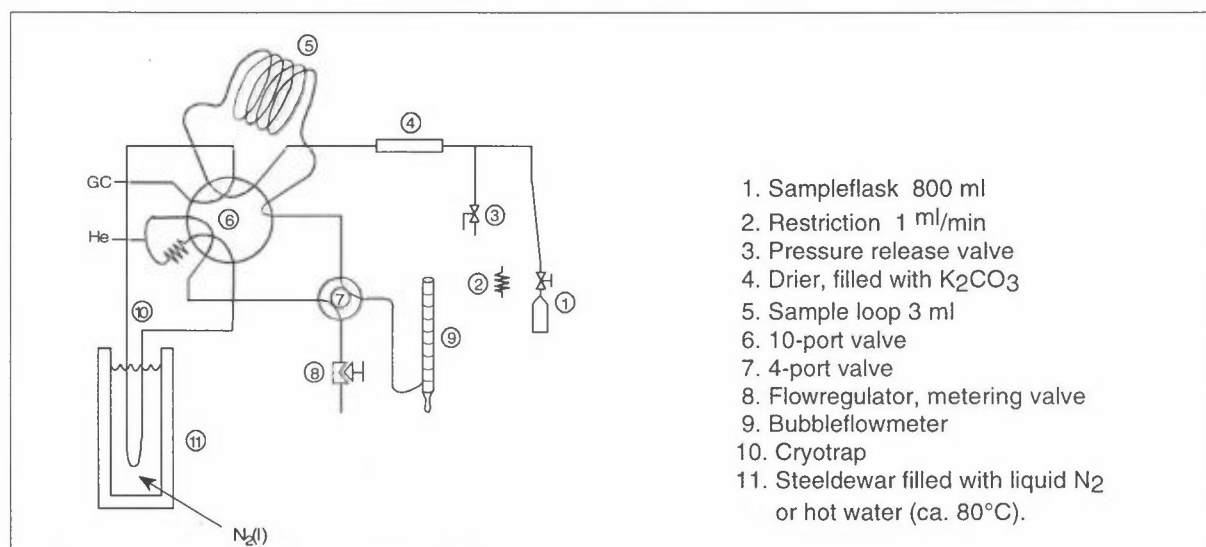 ⑤
④
GC
⑥
③
He
②
⑦
①
⑩
⑨
⑧
⑪
N2(l)
1. Sampleflask 800 ml
2. Restriction 1 ml/min
3. Pressure release valve
4. Drier, filled with K2CO3
5. Sample loop 3 ml
6. 10-port valve
7. 4-port valve
8. Flowregulator, metering valve
9. Bubbleflowmeter
10. Cryotrap
11. Steeldewar filled with liquid N2
or hot water (ca. 80°C).